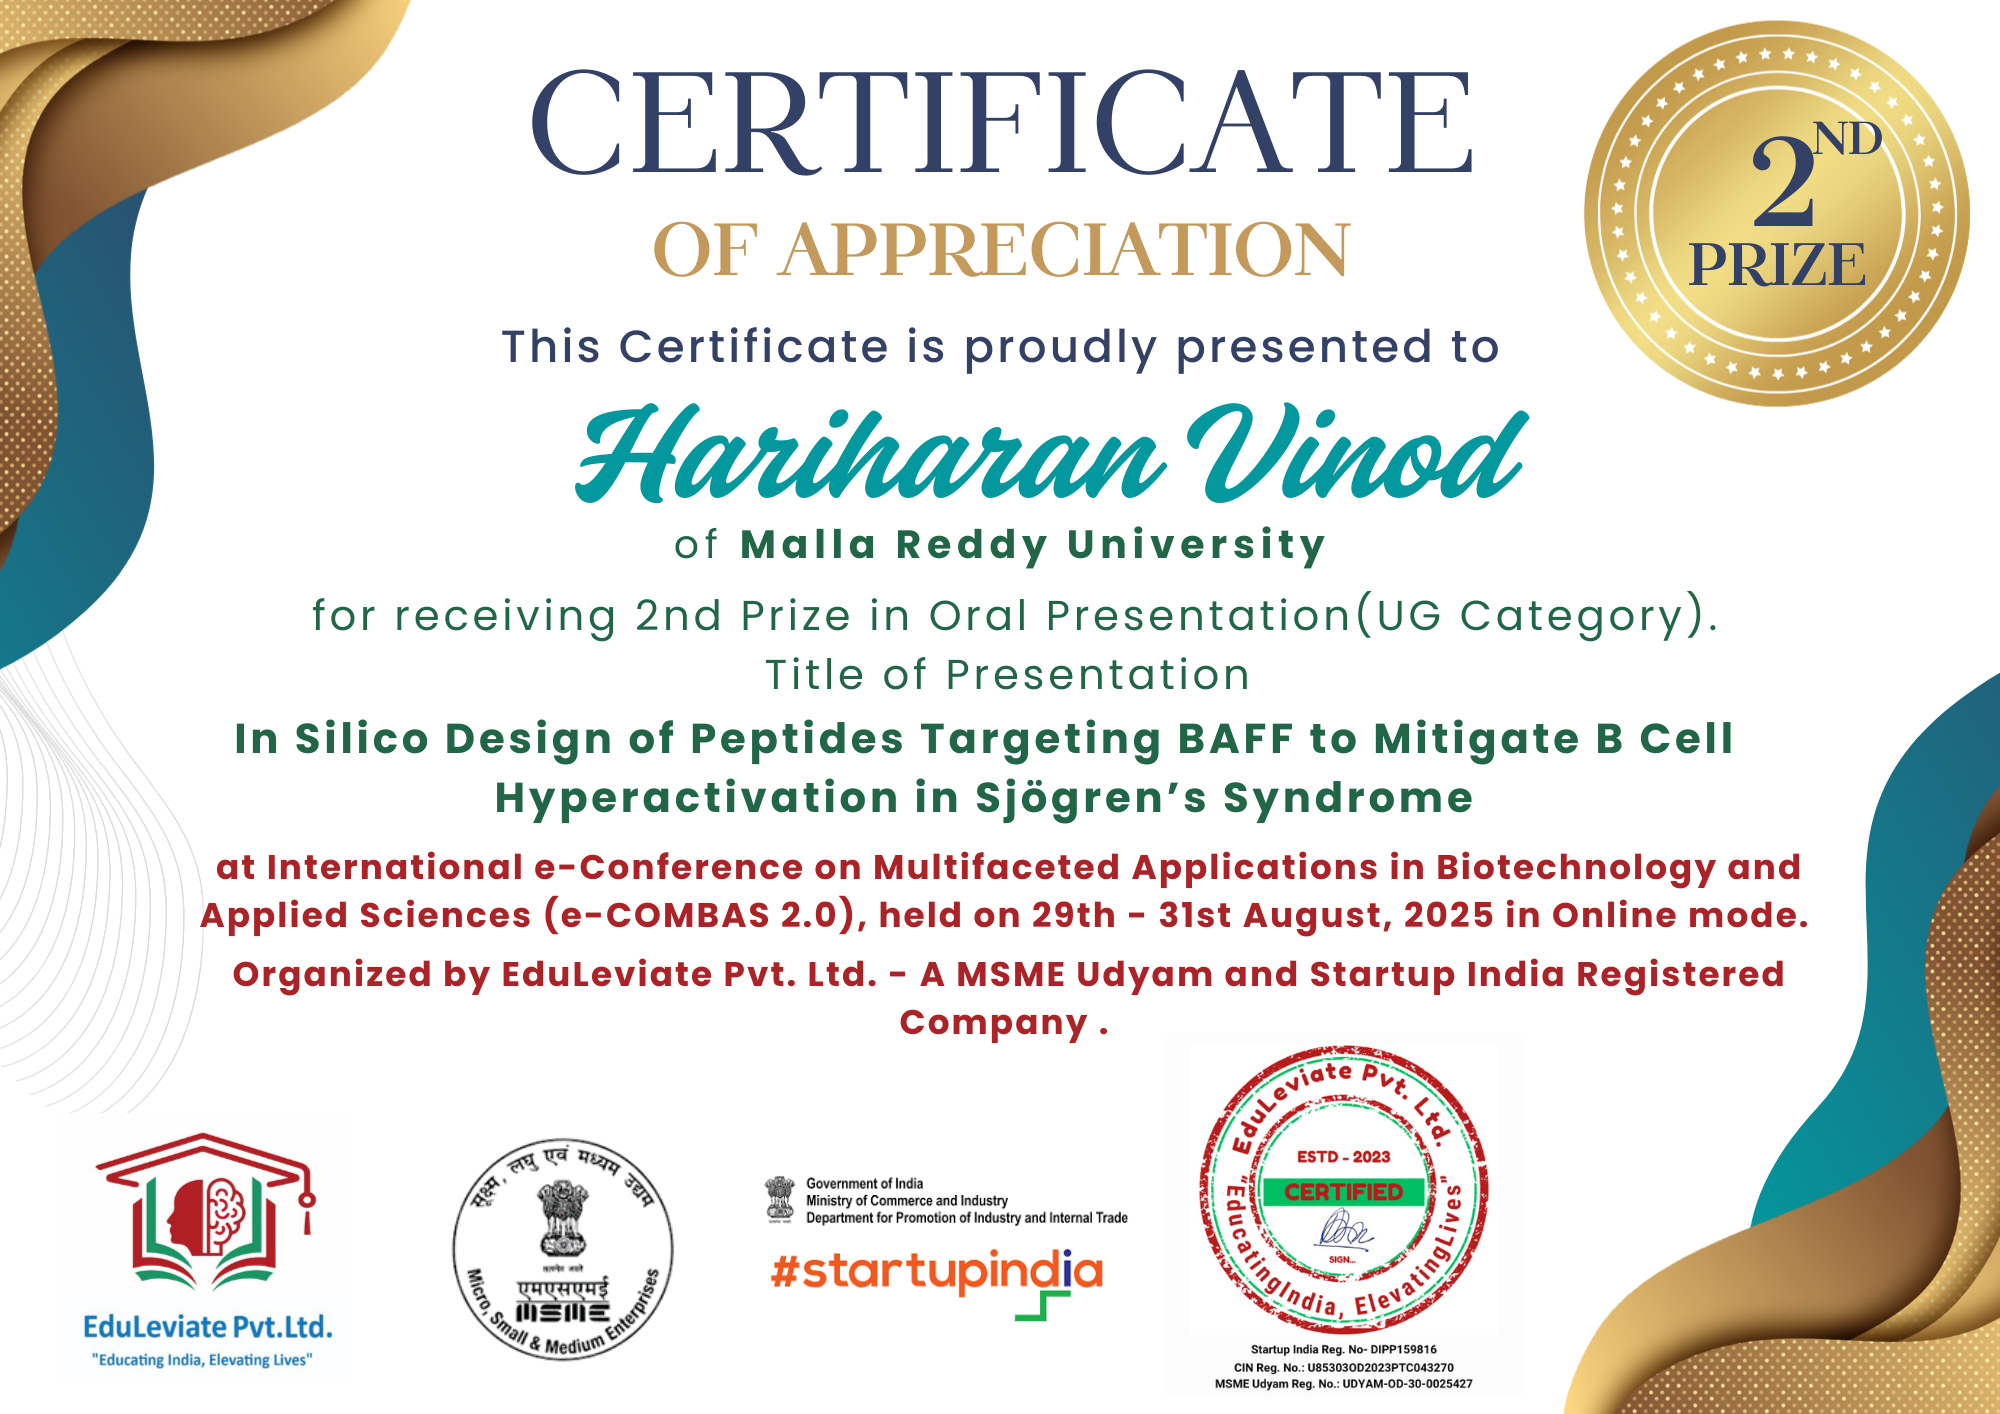 CERTIFICATE
OF APPRECIATION
2ND
PRIZE
This Certificate is proudly presented to
Hariharan Vinod
of Malla Reddy University
for receiving 2nd Prize in Oral Presentation(UG Category).
Title of Presentation
In Silico Design of Peptides Targeting BAFF to Mitigate B Cell
Hyperactivation in Sjögren’s Syndrome
at International e-Conference on Multifaceted Applications in Biotechnology and
Applied Sciences (e-COMBAS 2.0), held on 29th - 31st August, 2025 in Online mode.
Organized by EduLeviate Pvt. Ltd. - A MSME Udyam and Startup India Registered
Company .
EduLeviate Pvt.Ltd.
"Educating India, Elevating Lives"
सूक्ष्म, लघु एवं मध्यम उद्यम
सत्यमेव जयते
एमएसएमई
MSME
Micro, Small & Medium Enterprises
Government of India
Ministry of Commerce and Industry
Department for Promotion of Industry and Internal Trade
#startupindia
EduLeviate Pvt. Ltd.
ESTD - 2023
CERTIFIED
SIGN...
"EducatingIndia, ElevatingLives"
Startup India Reg. No- DIPP159816
CIN Reg. No.: U85303OD2023PTC043270
MSME Udyam Reg. No.: UDYAM-OD-30-0025427